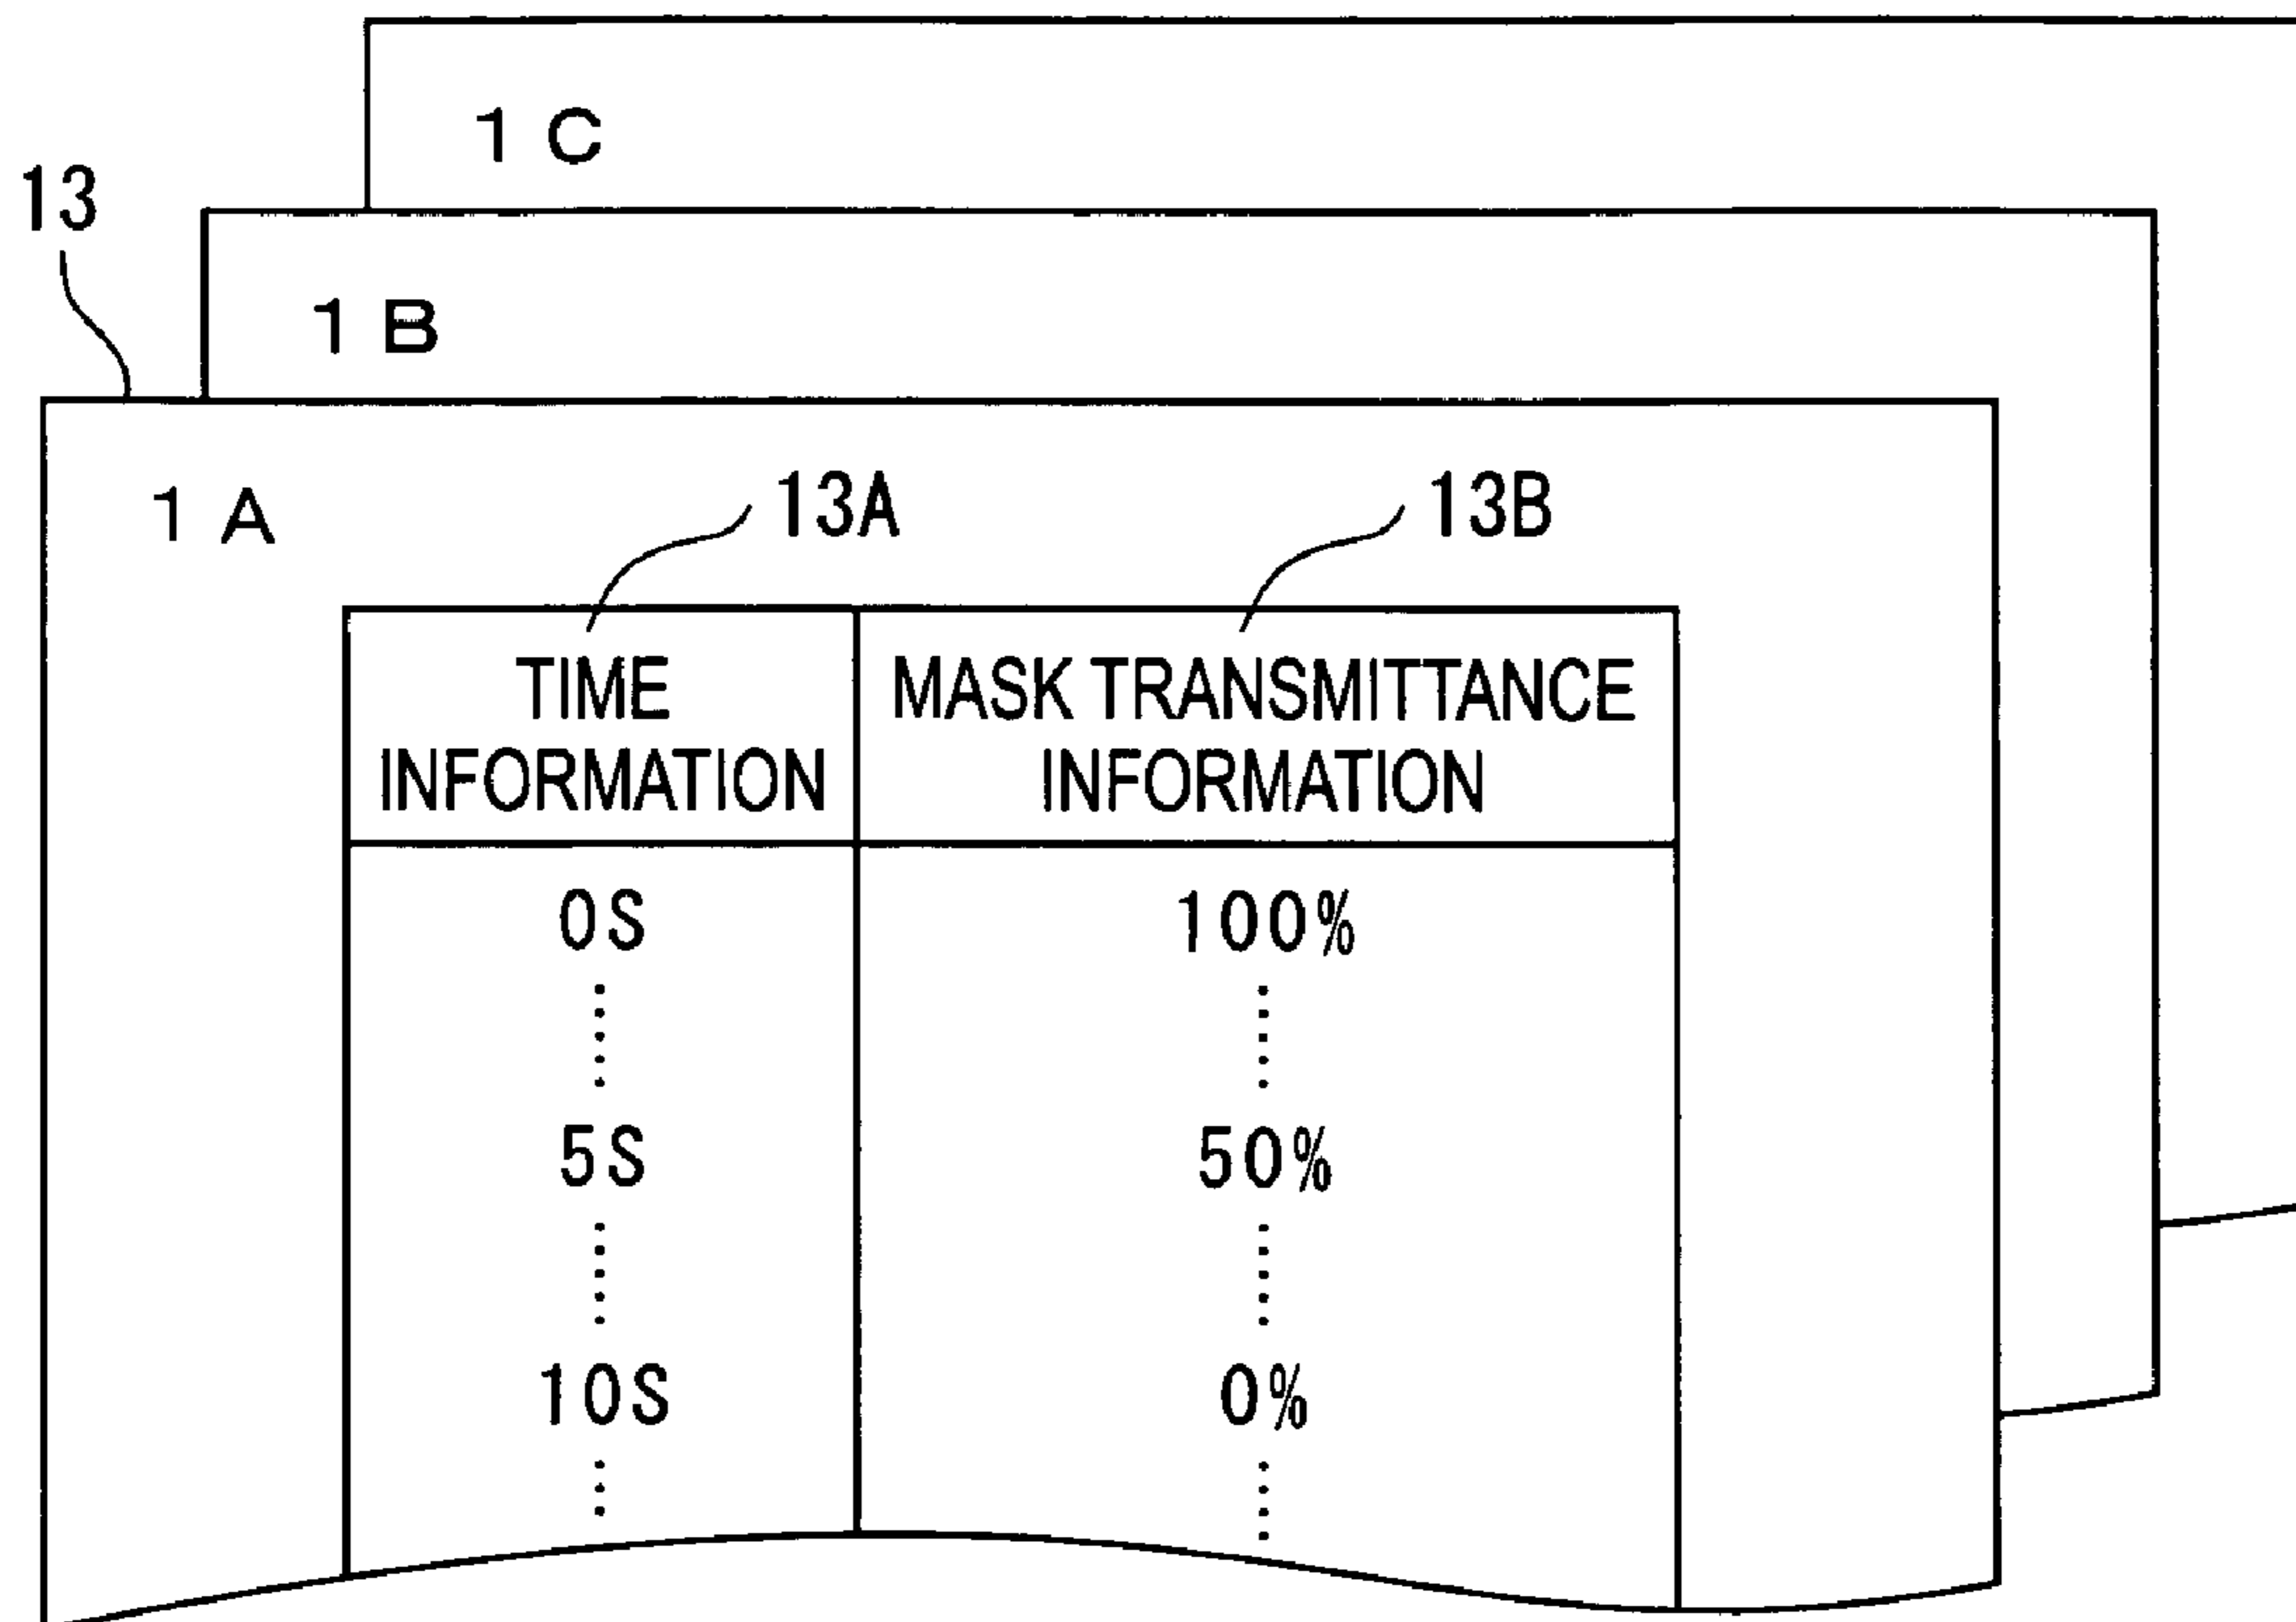 1 C
13
1 B
1 A
13A
13B
TIME
INFORMATION
MASK TRANSMITTANCE
INFORMATION
0S
100%
5S
50%
10S
0%